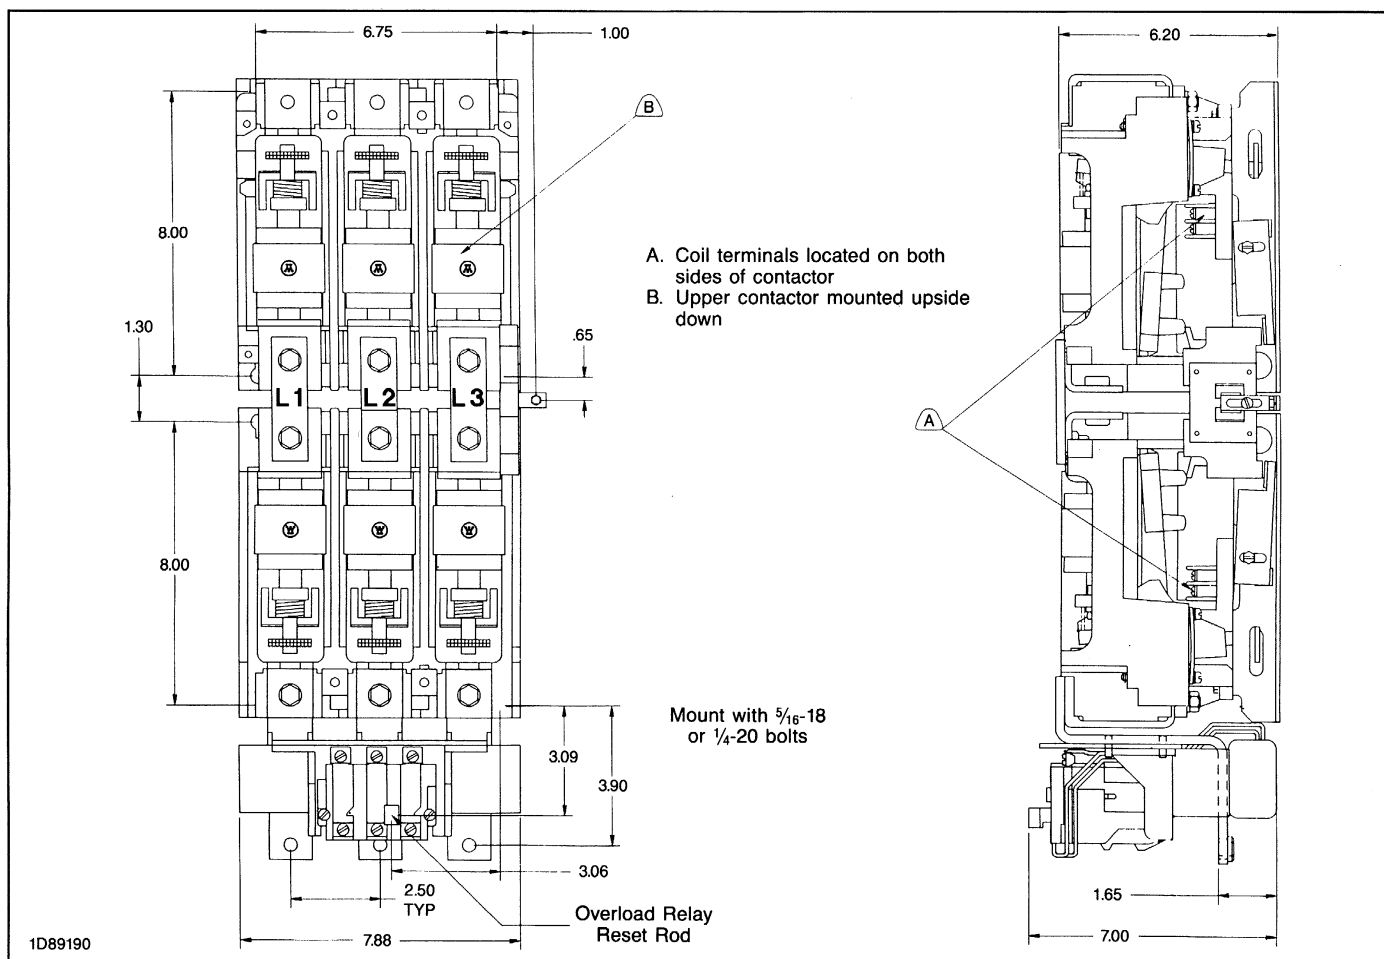 6.75
1.00
6.20
B
8.00
A. Coil terminals located on both
sides of contactor
B. Upper contactor mounted upside
down
1.30
.65
L1
L2
L3
A
8.00
Mount with 5/16-18
or 1/4-20 bolts
3.09
3.90
3.06
2.50
TYP
1.65
Overload Relay
Reset Rod
7.88
7.00
1D89190